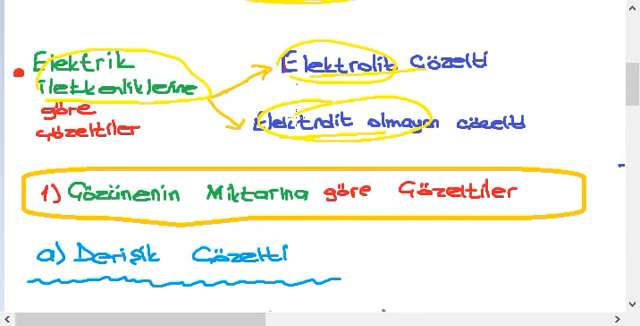 Elektrik
iletkenliklerine
göre
çözeltiler
Elektrolit Çözelti
Elektrolit olmayan çözelti
1) Çözünenin Miktarına göre Çözeltiler
a) Derişik Çözelti